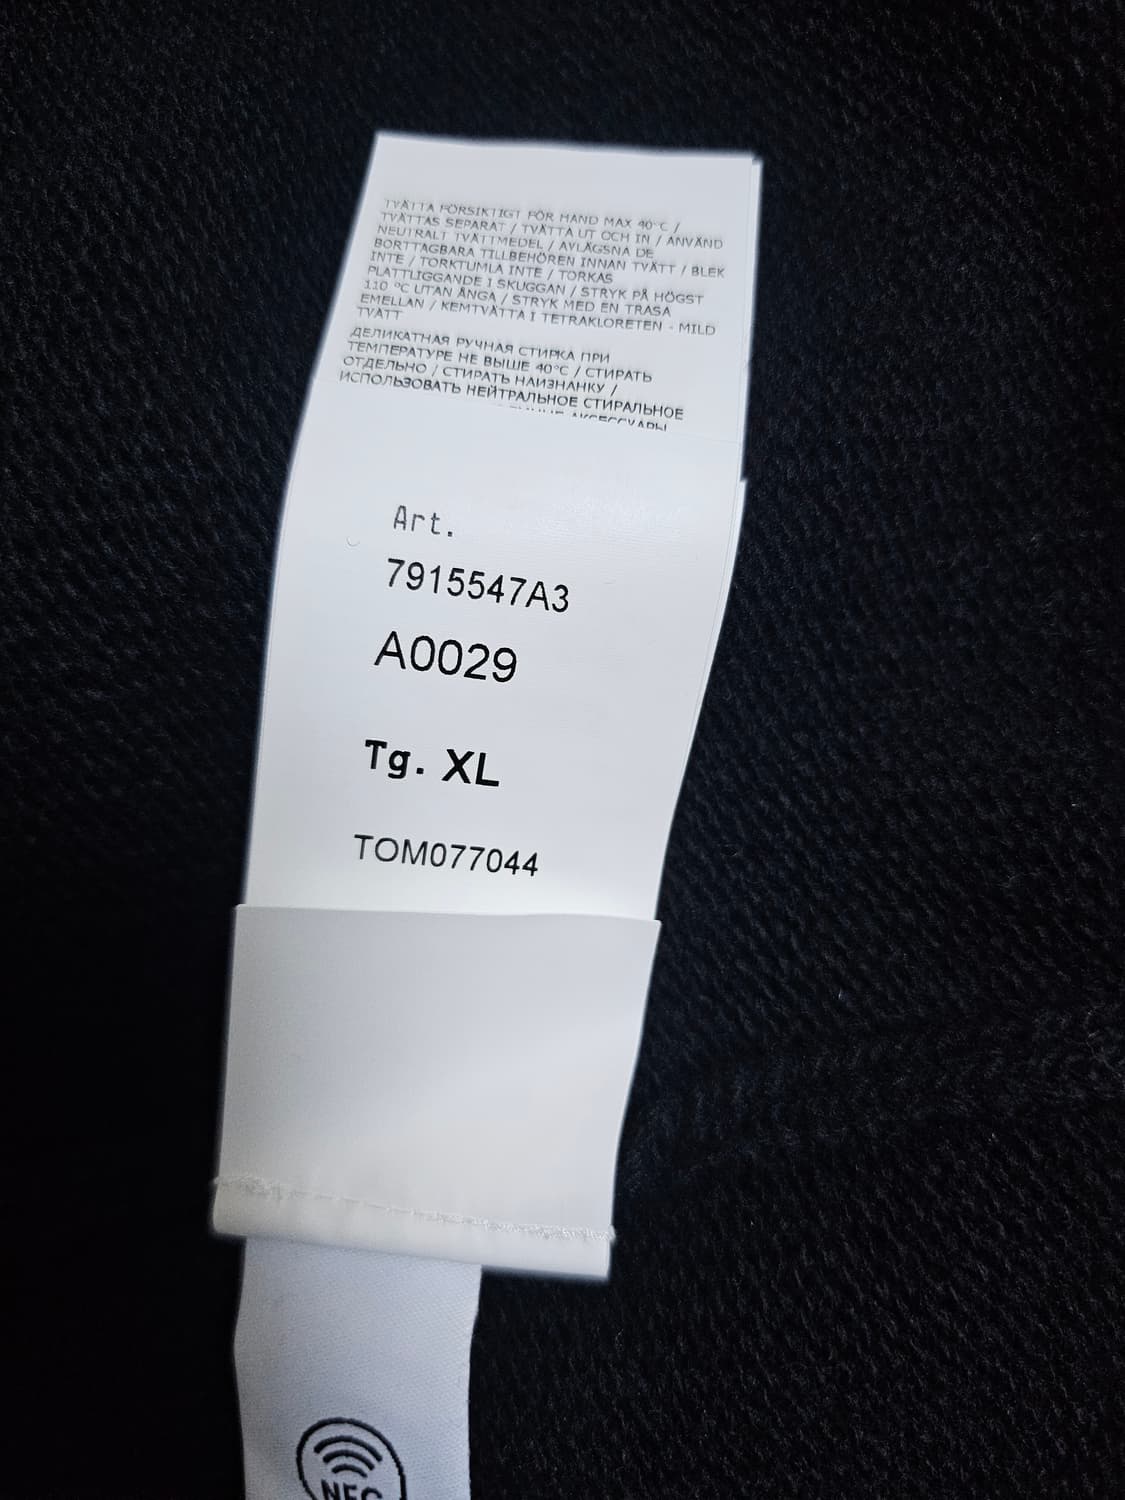 TVÄTTA FÖRSIKTIGT FÖR HAND MAX 40°C /
TVÄTTAS SEPARAT / TVÄTTA UT OCH IN / ANVÄND
NEUTRALT TVÄTTMEDEL / AVLÄGSNA DE
BORTTAGBARA TILLBEHÖREN INNAN TVÄTT / BLEK
INTE / TORKTUMLA INTE / TORKAS
PLATTLIGGANDE I SKUGGAN / STRYK PÅ HÖGST
110 °C UTAN ÅNGA / STRYK MED EN TRASA
EMELLAN / KEMTVÄTTA I TETRAKLORETEN - MILD
TVÄTT
ДЕЛИКАТНАЯ РУЧНАЯ СТИРКА ПРИ
ТЕМПЕРАТУРЕ НЕ ВЫШЕ 40°C / СТИРАТЬ
ОТДЕЛЬНО / СТИРАТЬ НАИЗНАНКУ /
ИСПОЛЬЗОВАТЬ НЕЙТРАЛЬНОЕ СТИРАЛЬНОЕ
АКСЕССУАРЫ
Art.
7915547A3
A0029
Tg. XL
TOM077044
NFC